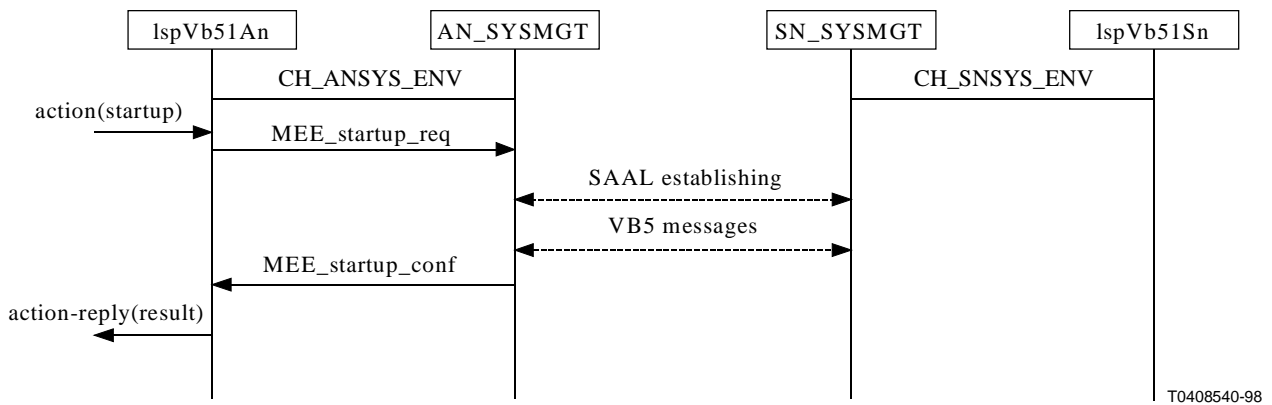 lspVb51An
AN_SYSMGT
SN_SYSMGT
lspVb51Sn
CH_ANSYS_ENV
CH_SNSYS_ENV
action(startup)
MEE_startup_req
SAAL establishing
VB5 messages
MEE_startup_conf
action-reply(result)
T0408540-98